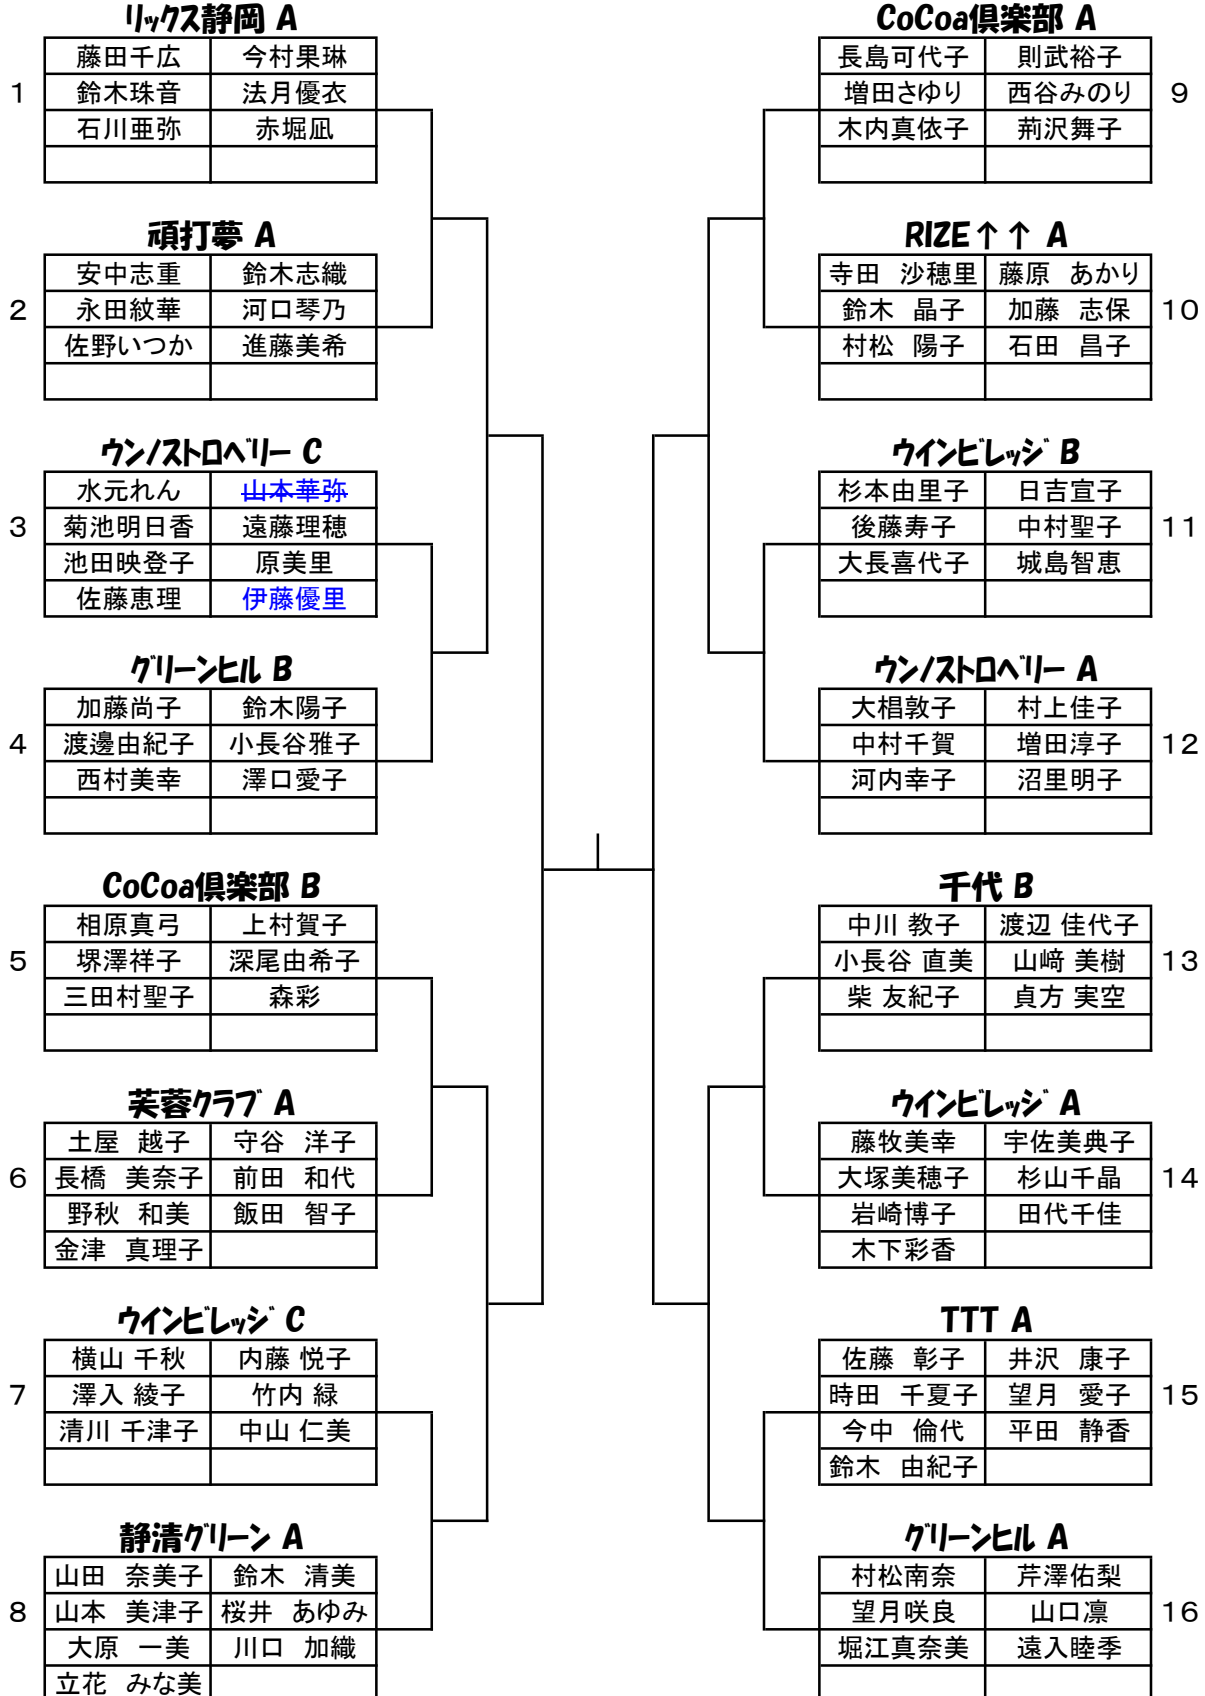 リックス静岡 A
藤田千広 今村果琳
1 鈴木珠音 法月優衣
石川亜弥 赤堀凪
頑打夢 A
安中志重 鈴木志織
2 永田紋華 河口琴乃
佐野いつか 進藤美希
ウンノストロベリー C
水元れん 山本華弥
3 菊池明日香 遠藤理穂
池田映登子 原美里
佐藤恵理 伊藤優里
グリーンヒル B
加藤尚子 鈴木陽子
4 渡邊由紀子 小長谷雅子
西村美幸 澤口愛子
CoCoa倶楽部 B
相原真弓 上村賀子
5 堺澤祥子 深尾由希子
三田村聖子 森彩
芙蓉クラブ A
土屋 越子 守谷 洋子
6 長橋 美奈子 前田 和代
野秋 和美 飯田 智子
金津 真理子
ウインビレッジ C
横山 千秋 内藤 悦子
7 澤入 綾子 竹内 緑
清川 千津子 中山 仁美
静清グリーン A
山田 奈美子 鈴木 清美
8 山本 美津子 桜井 あゆみ
大原 一美 川口 加織
立花 みな美
CoCoa倶楽部 A
長島可代子 則武裕子
増田さゆり 西谷みのり 9
木内真依子 荊沢舞子
RIZE↑↑ A
寺田 沙穂里 藤原 あかり
鈴木 晶子 加藤 志保 10
村松 陽子 石田 昌子
ウインビレッジ B
杉本由里子 日吉宣子
後藤寿子 中村聖子 11
大長喜代子 城島智恵
ウンノストロベリー A
大椙敦子 村上佳子
中村千賀 増田淳子 12
河内幸子 沼里明子
千代 B
中川 教子 渡辺 佳代子
小長谷 直美 山﨑 美樹 13
柴 友紀子 貞方 実空
ウインビレッジ A
藤牧美幸 宇佐美典子
大塚美穂子 杉山千晶 14
岩崎博子 田代千佳
木下彩香
TTT A
佐藤 彰子 井沢 康子
時田 千夏子 望月 愛子 15
今中 倫代 平田 静香
鈴木 由紀子
グリーンヒル A
村松南奈 芹澤佑梨
望月咲良 山口凛 16
堀江真奈美 遠入睦季